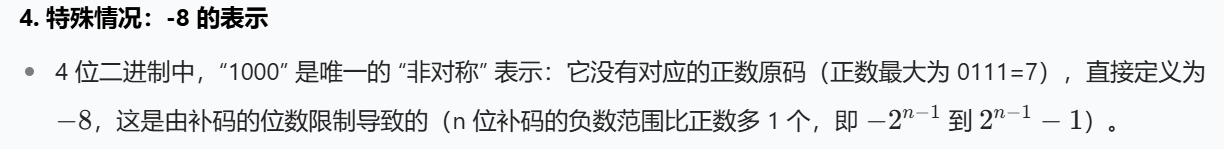 4. 特殊情况：-8 的表示
• 4 位二进制中，“1000” 是唯一的 “非对称” 表示：它没有对应的正数原码（正数最大为 0111=7），直接定义为
−8，这是由补码的位数限制导致的（n 位补码的负数范围比正数多 1 个，即 −2^{n−1} 到 2^{n−1} − 1）。